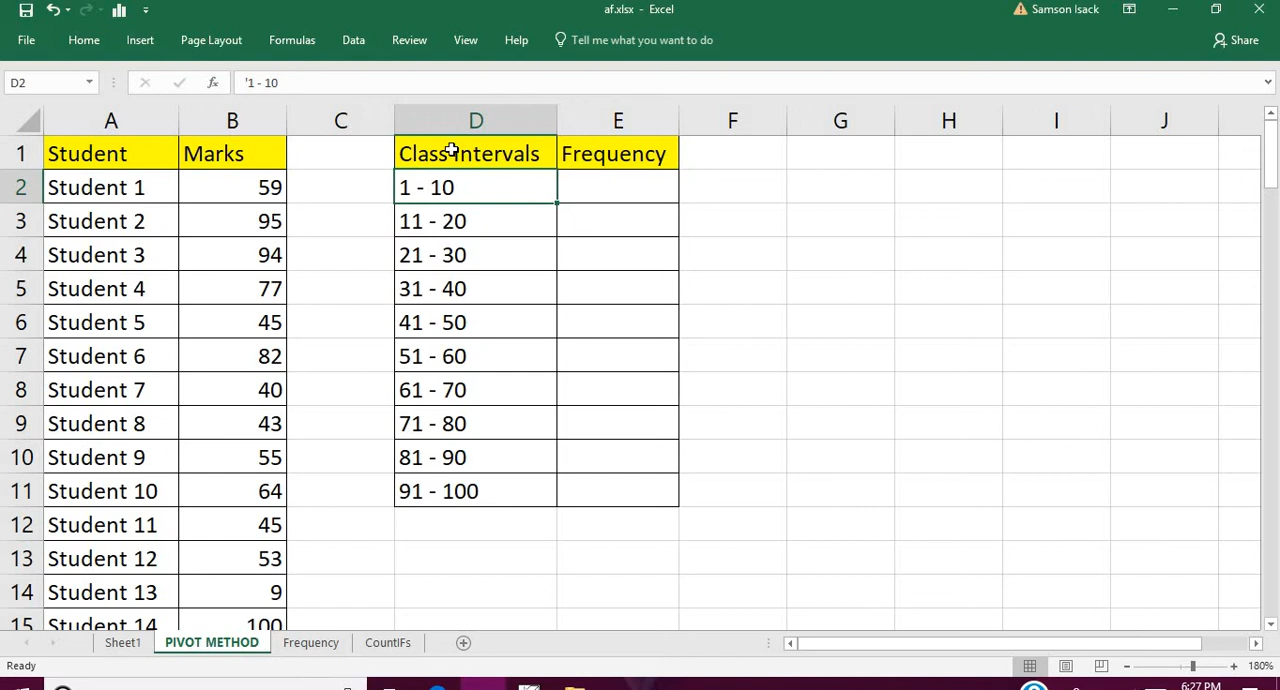 af.xlsx - Excel
Samson Isack
File Home Insert Page Layout Formulas Data Review View Help Tell me what you want to do Share
D2 fx '1 - 10
A B C D E F G H I J
1 Student Marks Class Intervals Frequency
2 Student 1 59 1 - 10
3 Student 2 95 11 - 20
4 Student 3 94 21 - 30
5 Student 4 77 31 - 40
6 Student 5 45 41 - 50
7 Student 6 82 51 - 60
8 Student 7 40 61 - 70
9 Student 8 43 71 - 80
10 Student 9 55 81 - 90
11 Student 10 64 91 - 100
12 Student 11 45
13 Student 12 53
14 Student 13 9
15 Student 14 100
Sheet1 PIVOT METHOD Frequency CountIFs
Ready 180%
6:27 PM